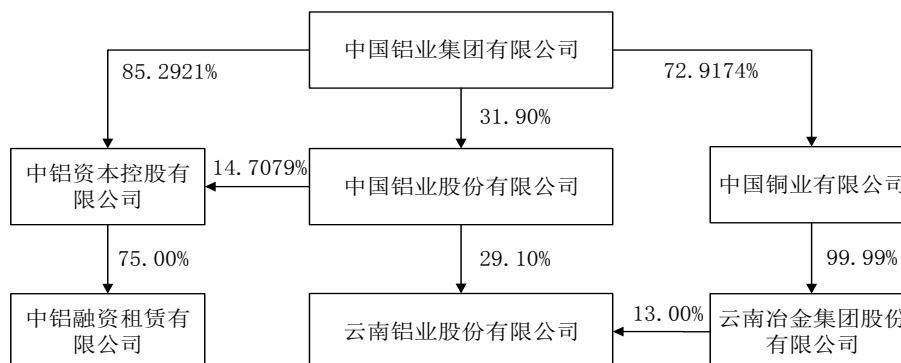 中国铝业集团有限公司
85.2921%
72.9174%
31.90%
中铝资本控股有
限公司
14.7079%
中国铝业股份有限公司
中国铜业有限公司
75.00%
29.10%
99.99%
中铝融资租赁有
限公司
云南铝业股份有限公司
13.00%
云南冶金集团股份
有限公司